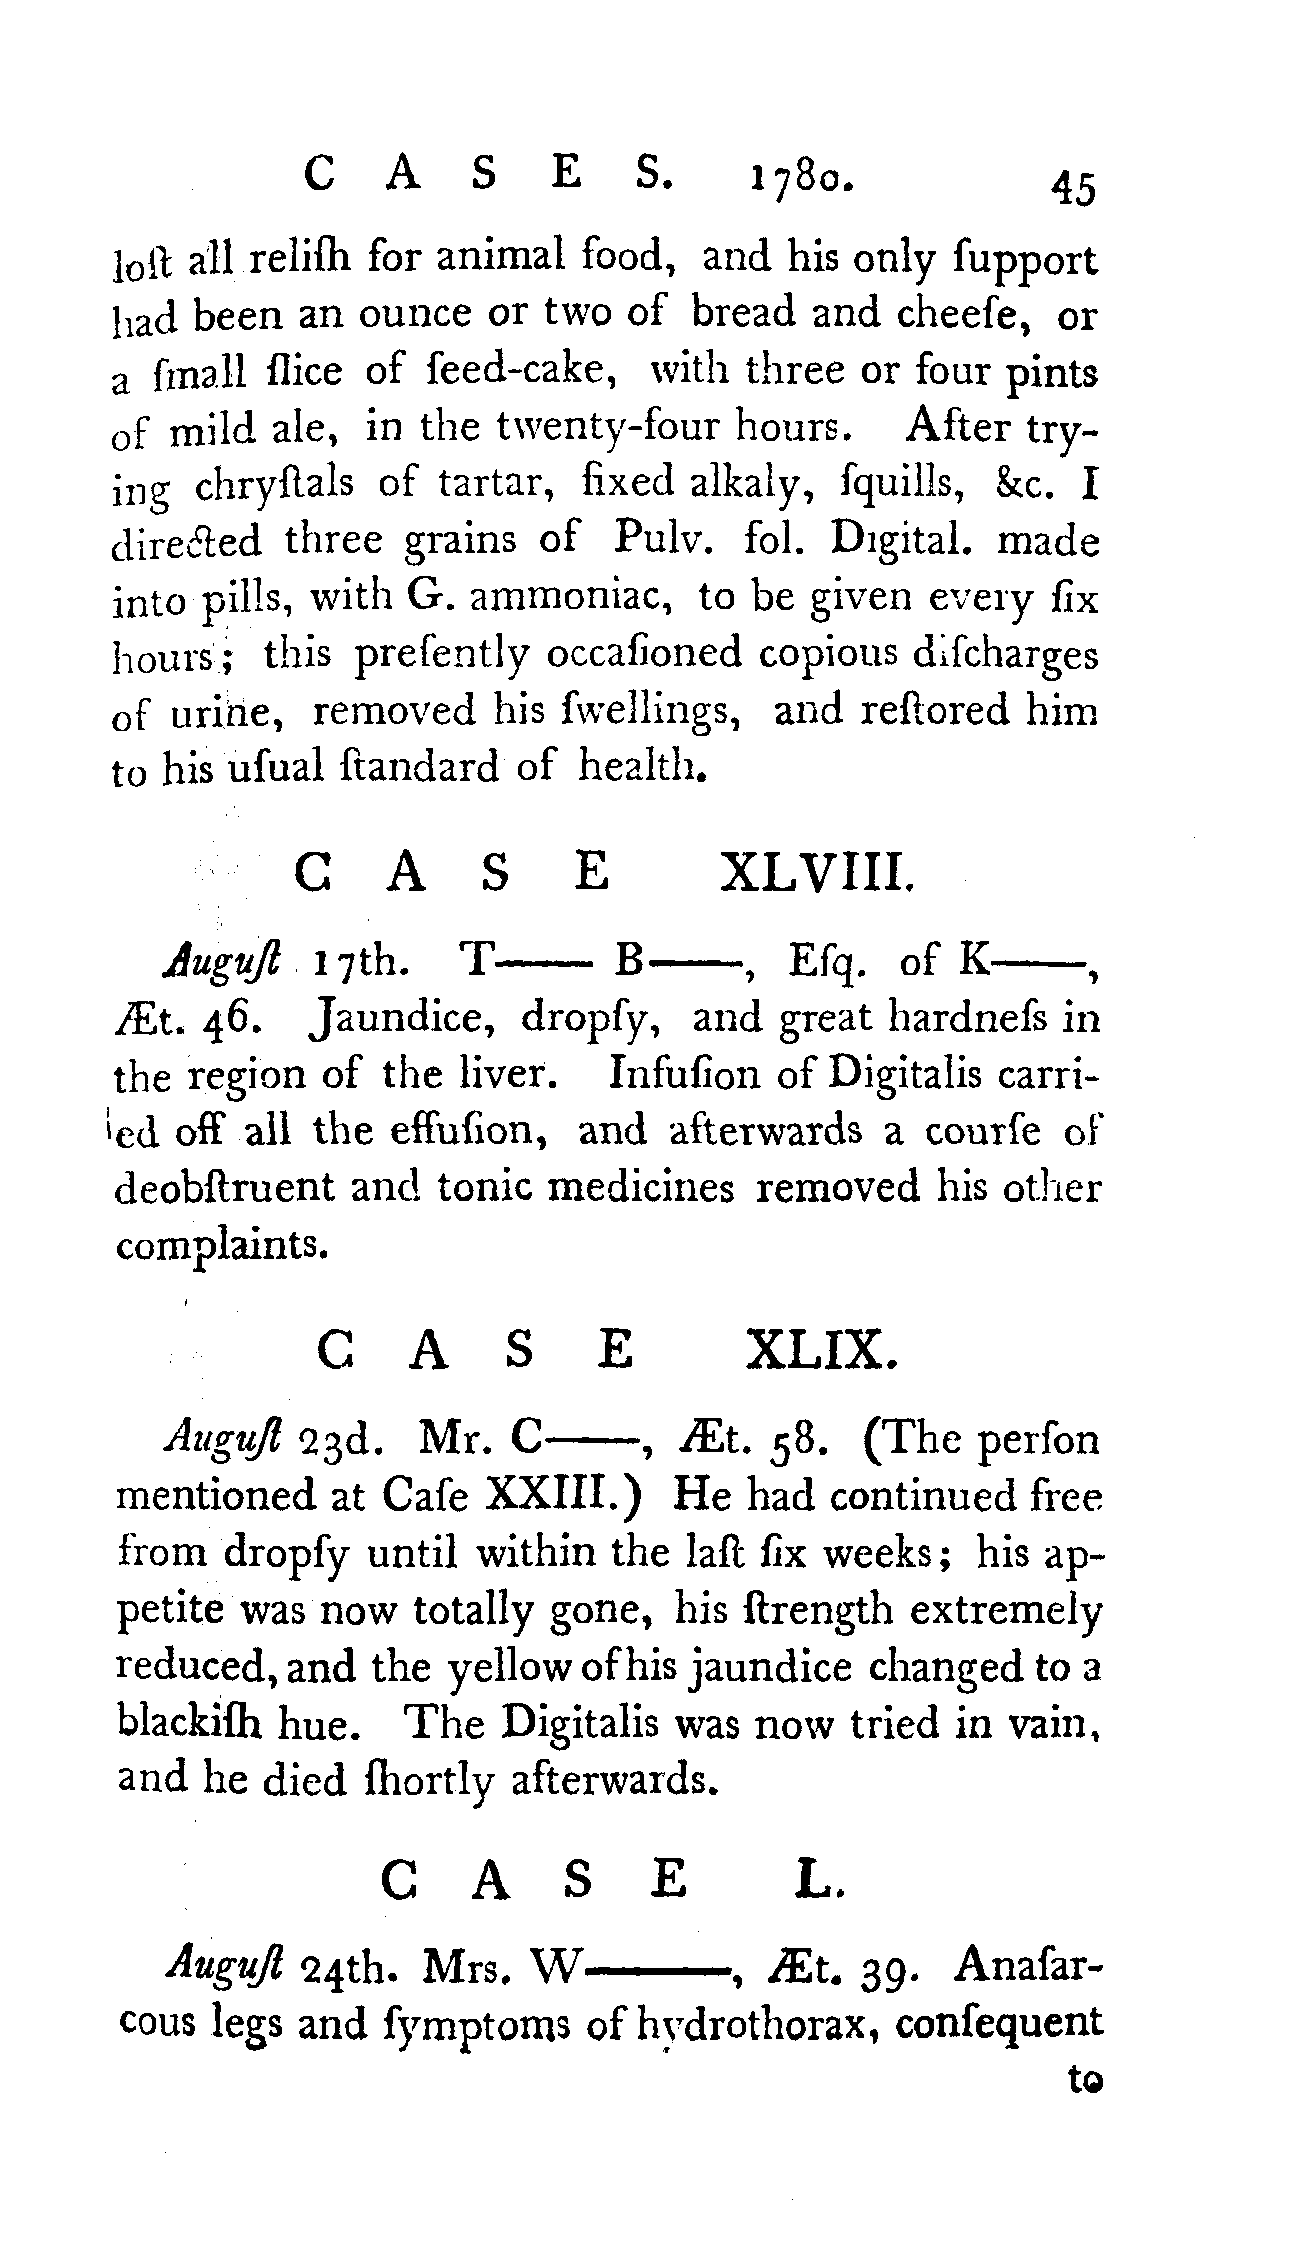 C A S E S. 1780. 45
loſt all reliſh for animal food, and his only ſupport
had been an ounce or two of bread and cheeſe, or
a ſmall ſlice of ſeed-cake, with three or four pints
of mild ale, in the twenty-four hours. After try-
ing chryſtals of tartar, fixed alkaly, ſquills, &c. I
directed three grains of Pulv. fol. Digital. made
into pills, with G. ammoniac, to be given every ſix
hours; this preſently occaſioned copious diſcharges
of urine, removed his ſwellings, and reſtored him
to his uſual ſtandard of health.
C A S E XLVIII.
Auguſt 17th. T—— B——, Eſq. of K——,
Æt. 46. Jaundice, dropſy, and great hardneſs in
the region of the liver. Infuſion of Digitalis carri-
ed off all the effuſion, and afterwards a courſe of
deobſtruent and tonic medicines removed his other
complaints.
C A S E XLIX.
Auguſt 23d. Mr. C——, Æt. 58. (The perſon
mentioned at Caſe XXIII.) He had continued free
from dropſy until within the laſt ſix weeks; his ap-
petite was now totally gone, his ſtrength extremely
reduced, and the yellow of his jaundice changed to a
blackiſh hue. The Digitalis was now tried in vain,
and he died ſhortly afterwards.
C A S E L.
Auguſt 24th. Mrs. W———, Æt. 39. Anaſar-
cous legs and ſymptoms of hydrothorax, conſequent
to